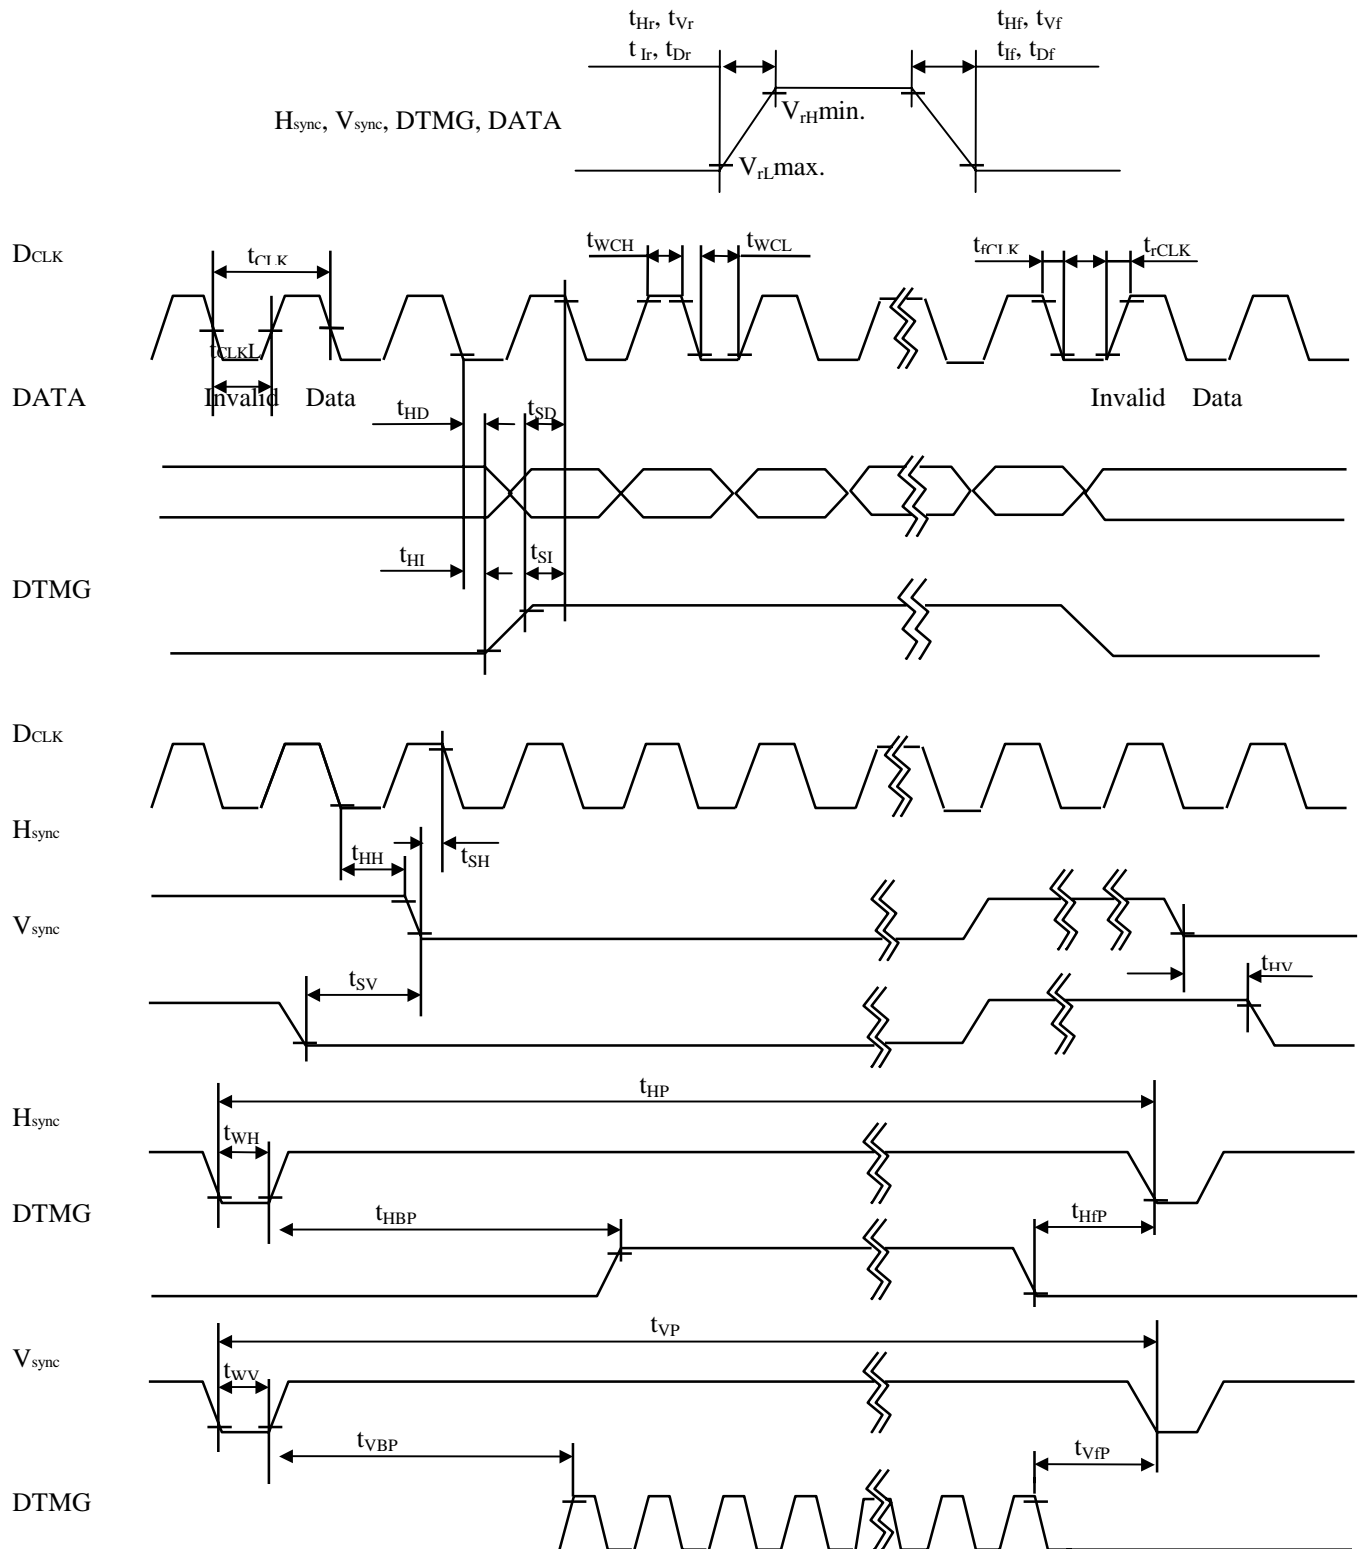 tHr, tVr tHf, tVf
t Ir, tDr tIf, tDf
Hsync, Vsync, DTMG, DATA
VrHmin.
VrLmax.
DCLK tCLK tWCH tWCL tfCLK trCLK
tCLKL
DATA Invalid Data Invalid Data
tHD tSD
tHI tSI
DTMG
DCLK
Hsync
tHH tSH
Vsync
tSV tHV
tHP
Hsync
tWH
DTMG tHBP tHfP
tVP
Vsync
tWV
tVBP tVfP
DTMG